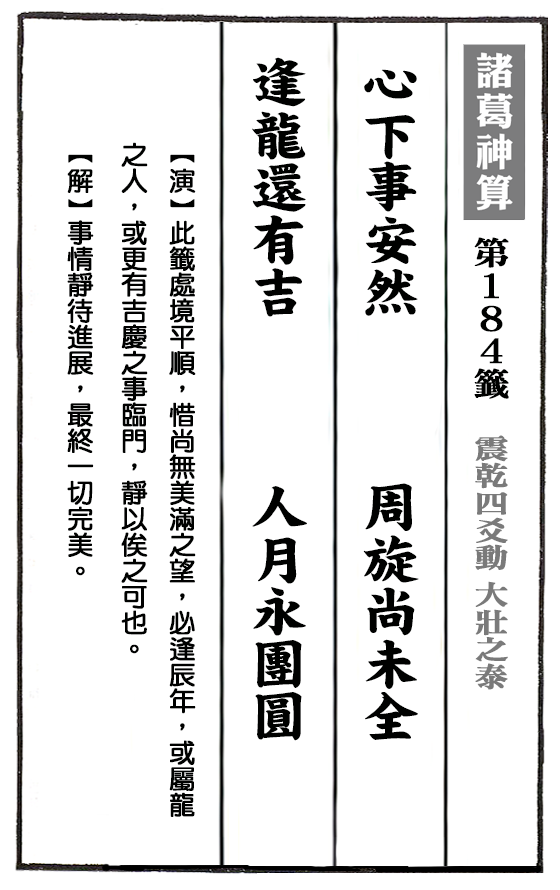 諸葛神算 第184籤 震乾四爻動 大壯之泰
心下事安然 周旋尚未全
逢龍還有吉 人月永團圓
【演】此籤處境平順，惜尚無美滿之望，必逢辰年，或屬龍
之人，或更有吉慶之事臨門，靜以俟之可也。
【解】事情靜待進展，最終一切完美。